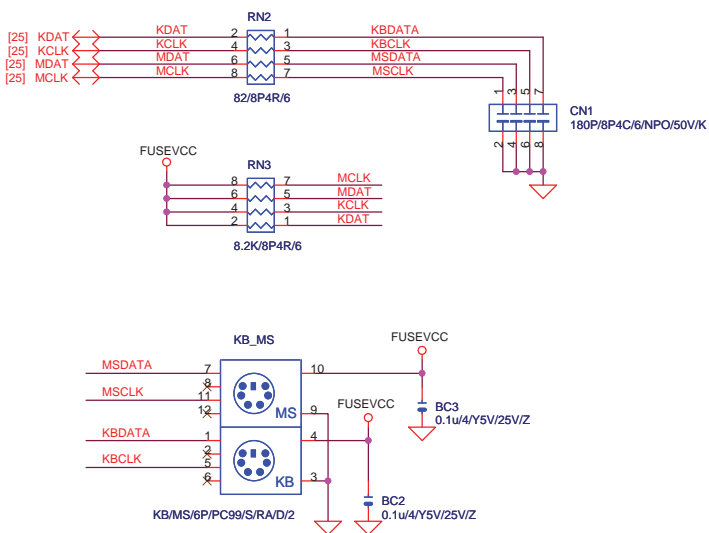 RN2
[25] KDAT KDAT 2 1 KBDATA
[25] KCLK KCLK 4 3 KBCLK
[25] MDAT MDAT 6 5 MSDATA
[25] MCLK MCLK 8 7 MSCLK
82/8P4R/6
1 3 5 7
CN1
180P/8P4C/6/NPO/50V/K
2 4 6 8
FUSEVCC
RN3
8 7 MCLK
6 5 MDAT
4 3 KCLK
2 1 KDAT
8.2K/8P4R/6
FUSEVCC
KB_MS
MSDATA 7 10
8
MSCLK 11
12 MS 9
FUSEVCC
BC3
0.1u/4/Y5V/25V/Z
KBDATA 1 4
2
KBCLK 5
6 KB 3
BC2
0.1u/4/Y5V/25V/Z
KB/MS/6P/PC99/S/RA/D/2